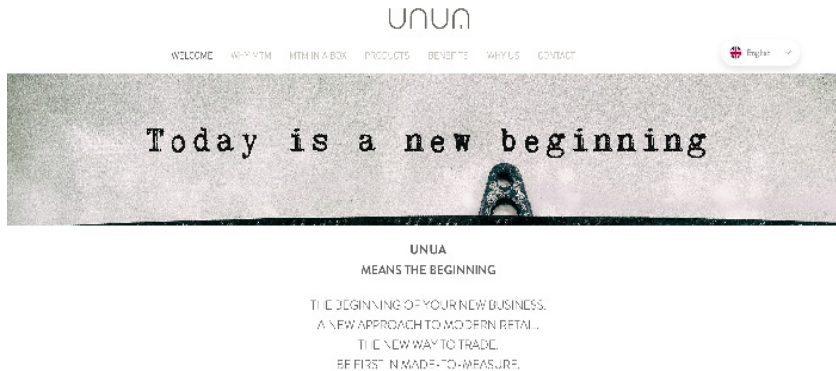 UNUA
WELCOME WHY MTM MTM IN A BOX PRODUCTS BENEFITS WHY US CONTACT
English
Today is a new beginning
UNUA
MEANS THE BEGINNING
THE BEGINNING OF YOUR NEW BUSINESS.
A NEW APPROACH TO MODERN RETAIL.
THE NEW WAY TO TRADE.
BE FIRST IN MADE-TO-MEASURE.